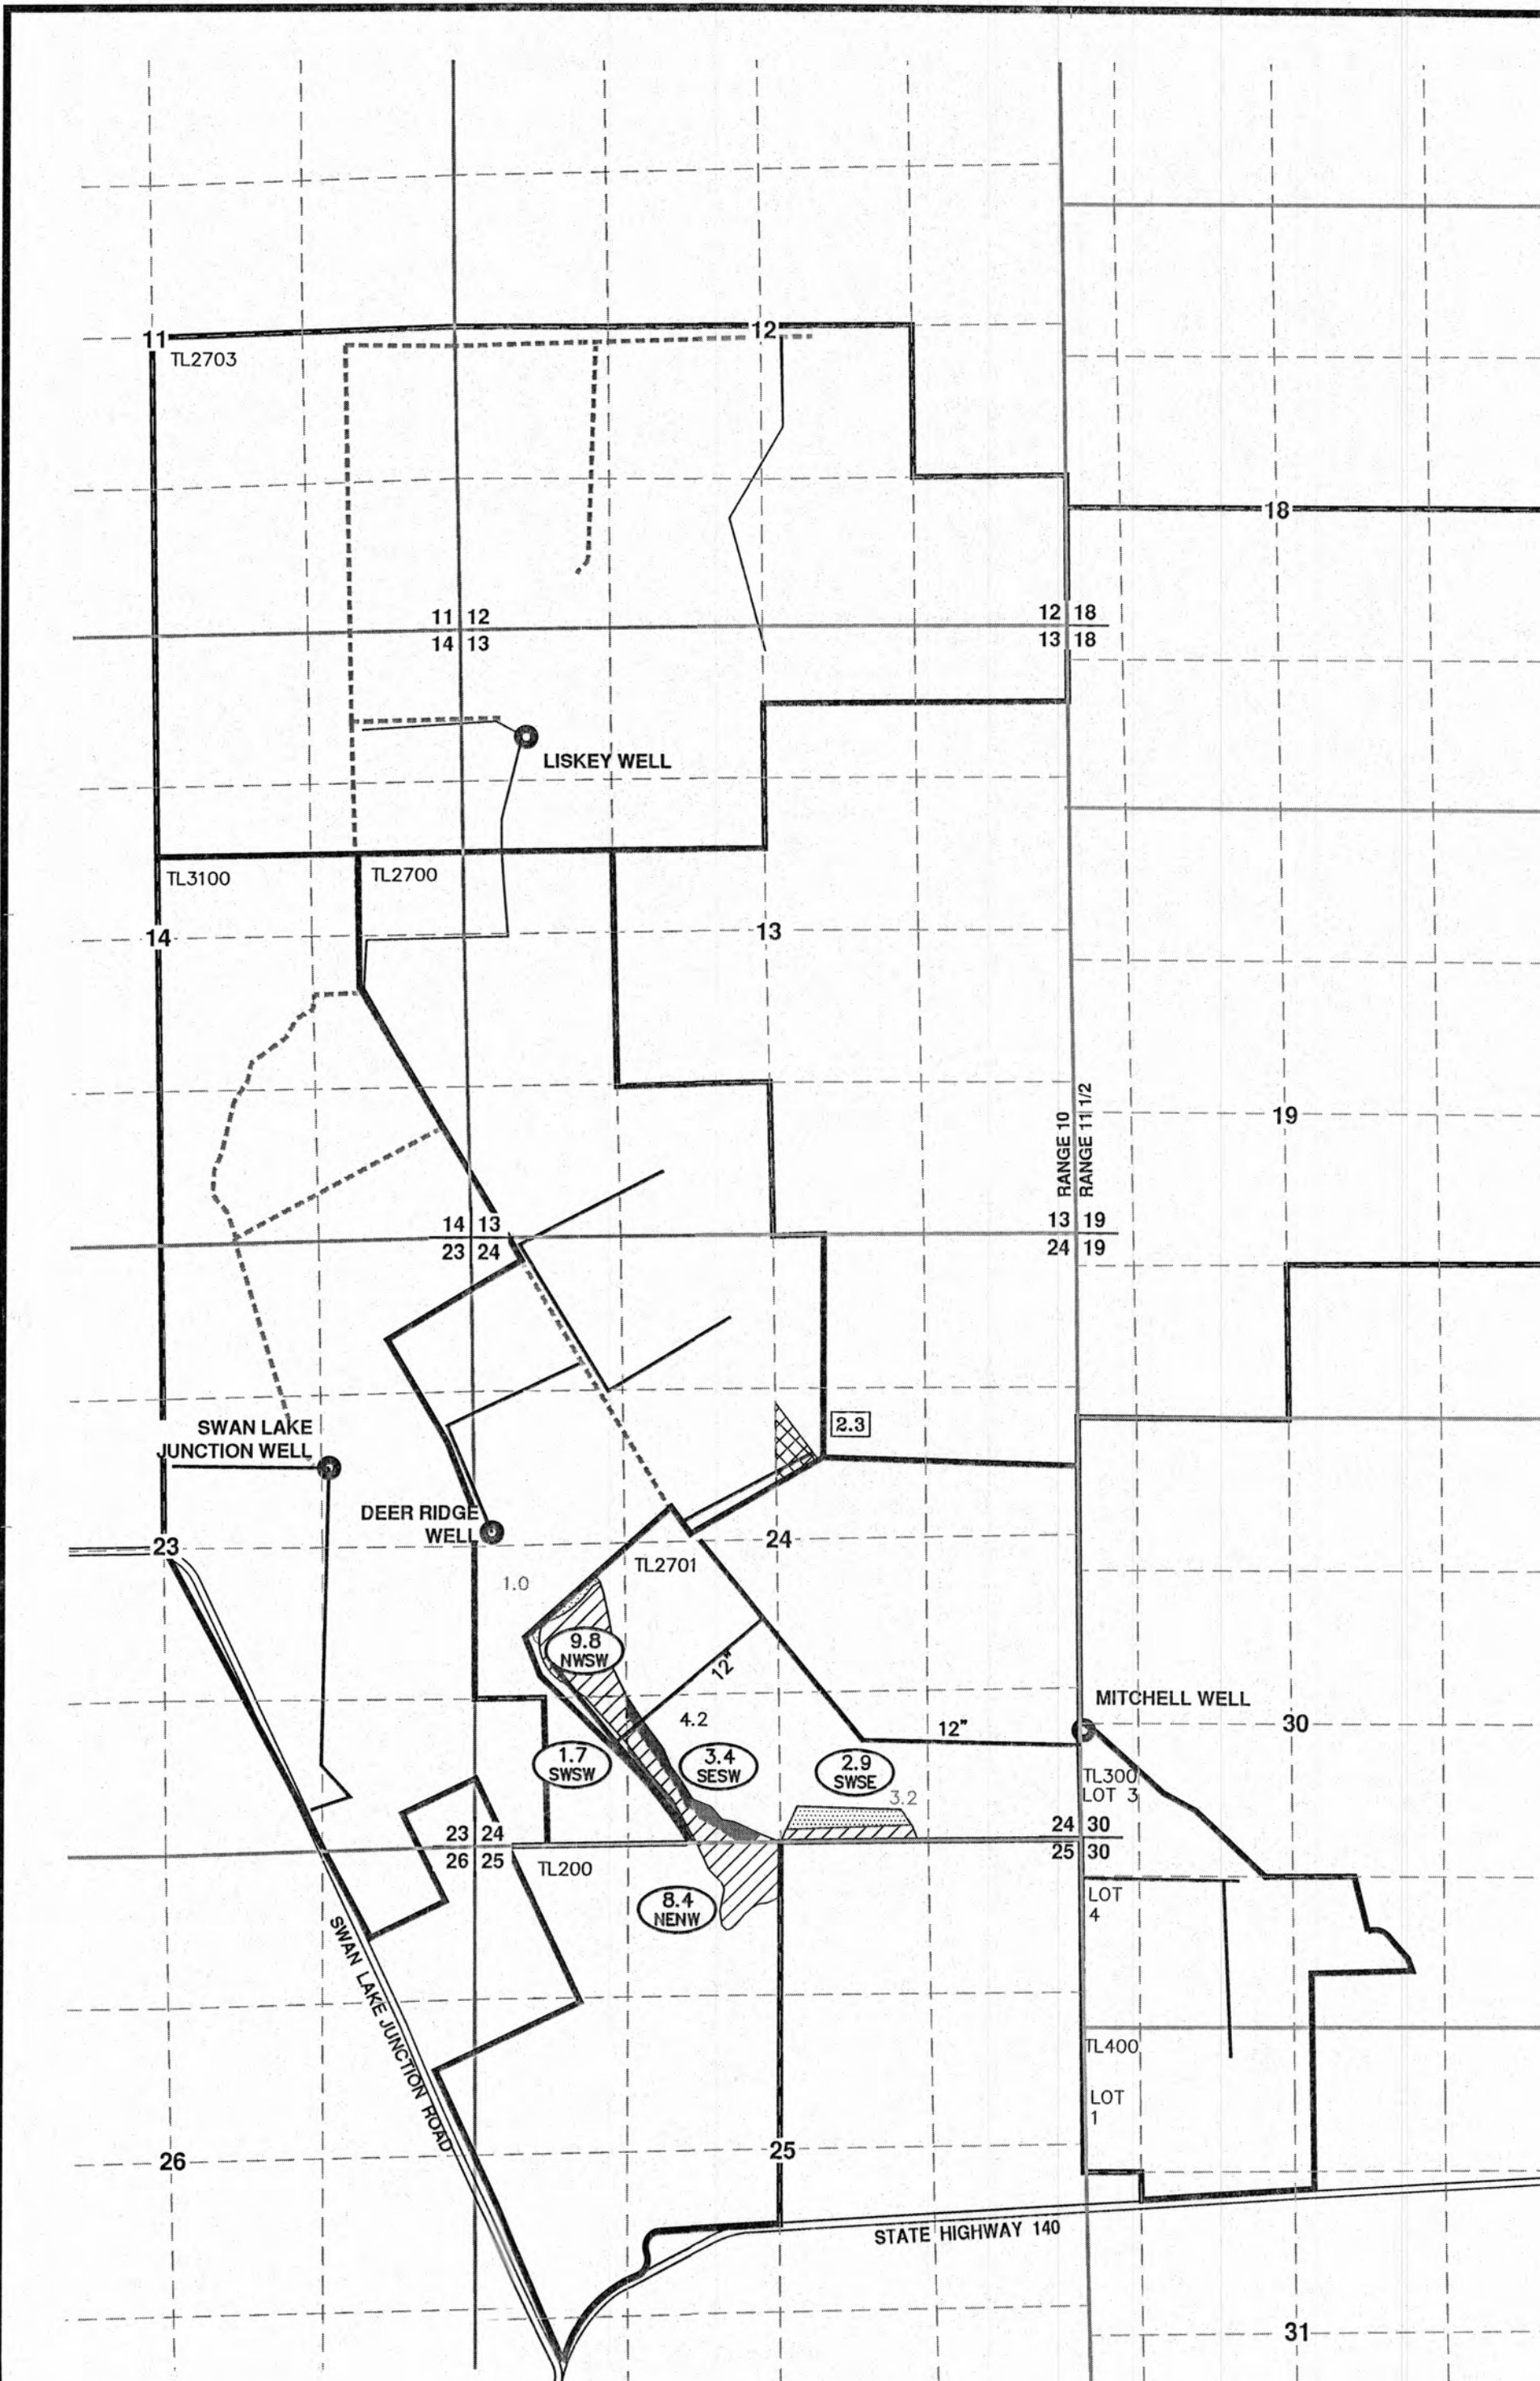 11
12
TL2703
18
11 12
14 13
12 18
13 18
LISKEY WELL
TL3100
TL2700
14
13
RANGE 10
RANGE 11 1/2
19
14 13
23 24
13 19
24 19
2.3
SWAN LAKE
JUNCTION WELL
DEER RIDGE
WELL
23
24
TL2701
1.0
9.8
NWSW
12"
MITCHELL WELL
4.2
12"
30
1.7
SWSW
3.4
SESW
2.9
SWSE
3.2
TL300
LOT 3
23 24
26 25
24 30
25 30
TL200
LOT
4
8.4
NENW
SWAN LAKE JUNCTION ROAD
TL400
LOT
1
26
25
STATE HIGHWAY 140
31